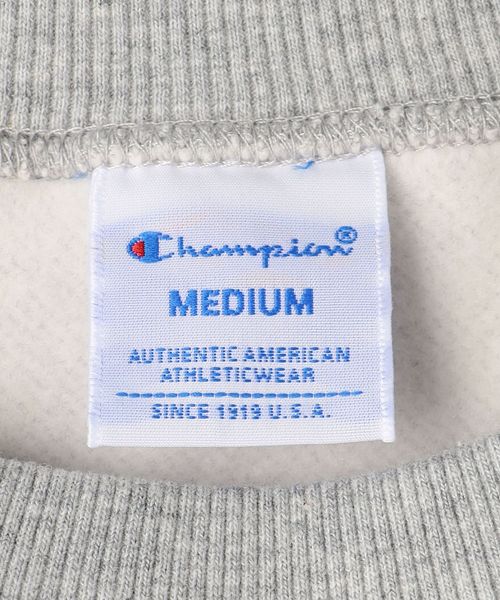 Champion®
MEDIUM
AUTHENTIC AMERICAN
ATHLETICWEAR
SINCE 1919 U.S.A.